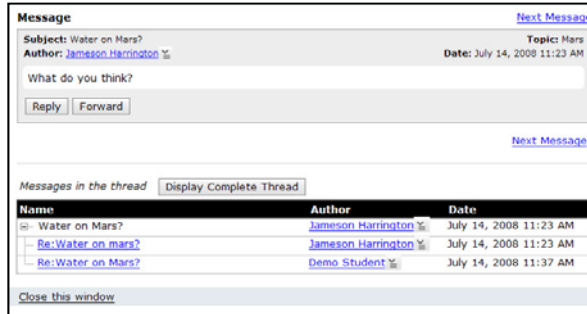 Message Next Message
Subject: Water on Mars? Topic: Mars
Author: Jameson Harrington Date: July 14, 2008 11:23 AM
What do you think?
Reply Forward
Next Message
Messages in the thread Display Complete Thread
Name Author Date
Water on Mars? Jameson Harrington July 14, 2008 11:23 AM
Re:Water on mars? Jameson Harrington July 14, 2008 11:23 AM
Re:Water on Mars? Demo Student July 14, 2008 11:37 AM
Close this window